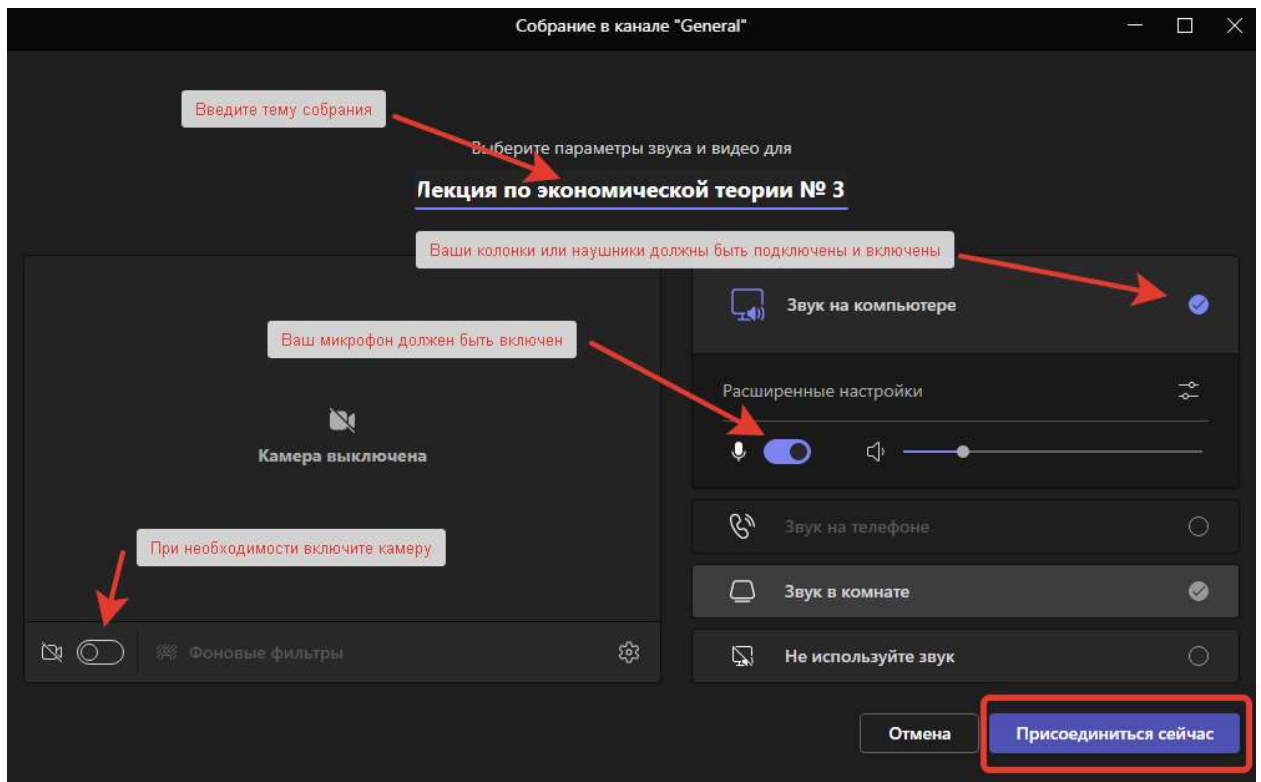 Собрание в канале "General"
Введите тему собрания
Выберите параметры звука и видео для
Лекция по экономической теории № 3
Ваши колонки или наушники должны быть подключены и включены
Звук на компьютере
Ваш микрофон должен быть включен
Расширенные настройки
Камера выключена
Звук на телефоне
При необходимости включите камеру
Звук в комнате
Фоновые фильтры
Не используйте звук
Отмена
Присоединиться сейчас